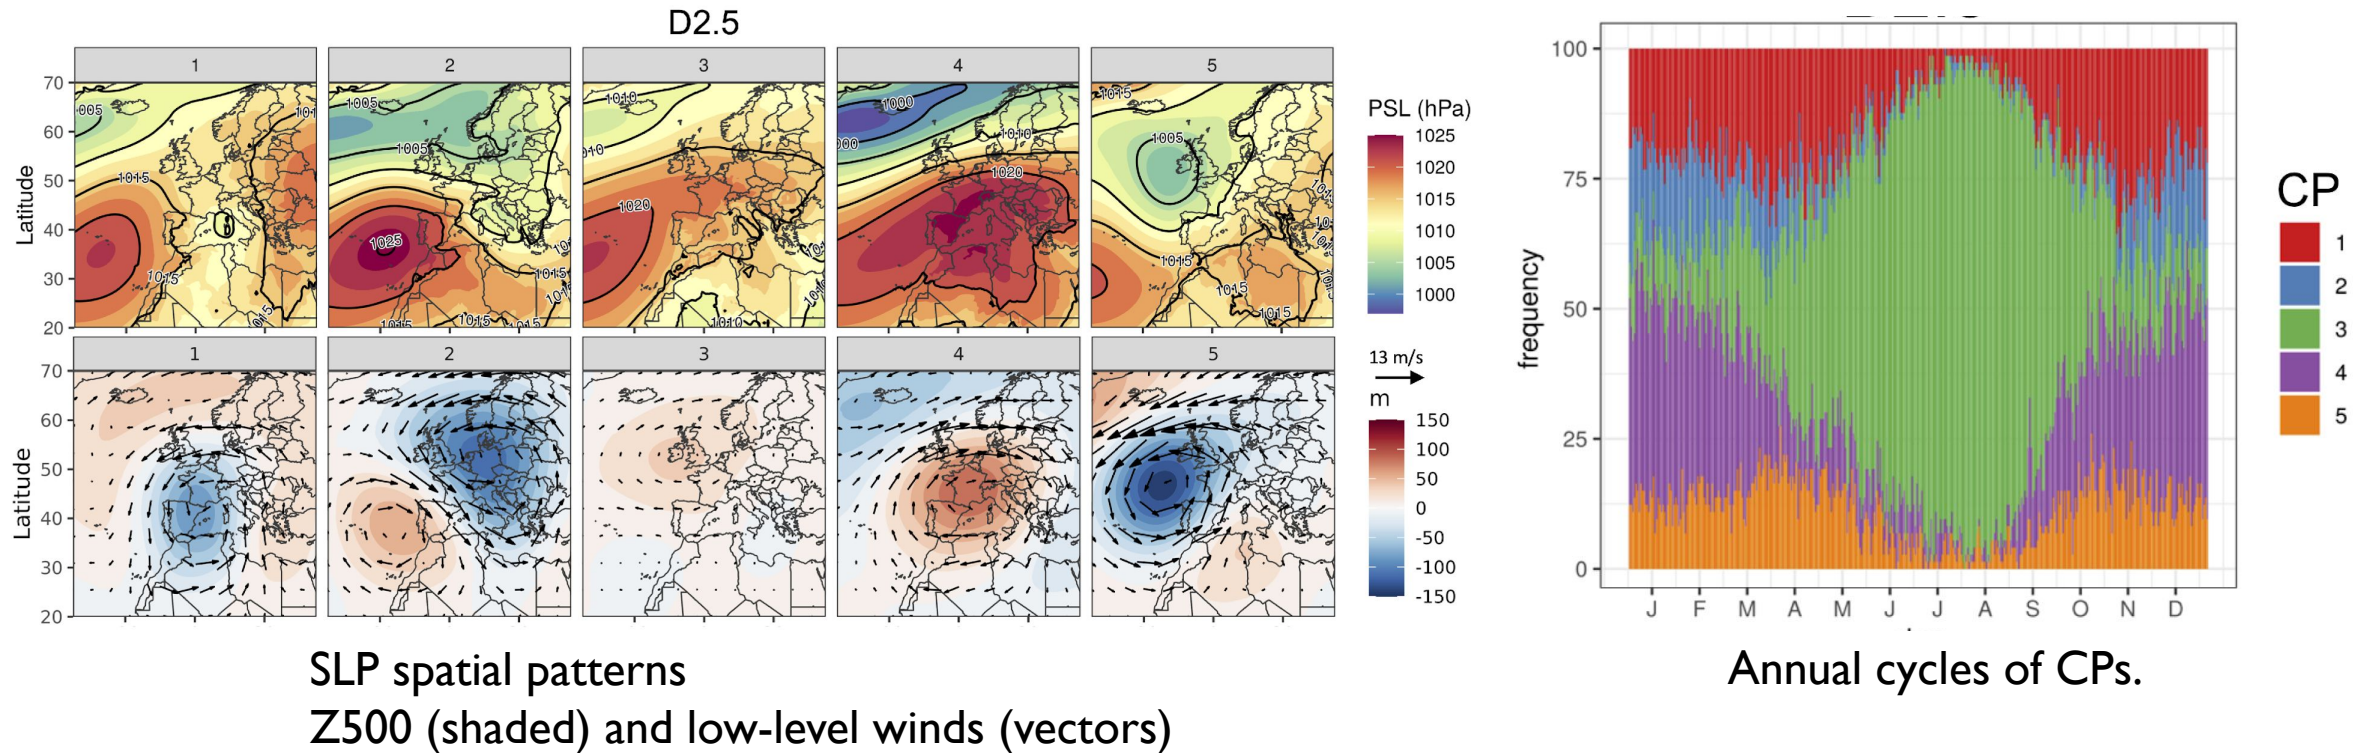 D2.5
1 2 3 4 5
70
60
50
40
30
20
Latitude
005 1015 1015 015
1005 1005 1025 1015 1015 1015
1010 1020 1010
1000 000 1010 1020
1015 1005 1015 1015 1015
PSL (hPa)
1025
1020
1015
1010
1005
1000
1 2 3 4 5
70
60
50
40
30
20
Latitude
13 m/s
m
150
100
50
0
-50
-100
-150
SLP spatial patterns
Z500 (shaded) and low-level winds (vectors)
100
75
50
25
0
frequency
J F M A M J J A S O N D
CP
1
2
3
4
5
Annual cycles of CPs.